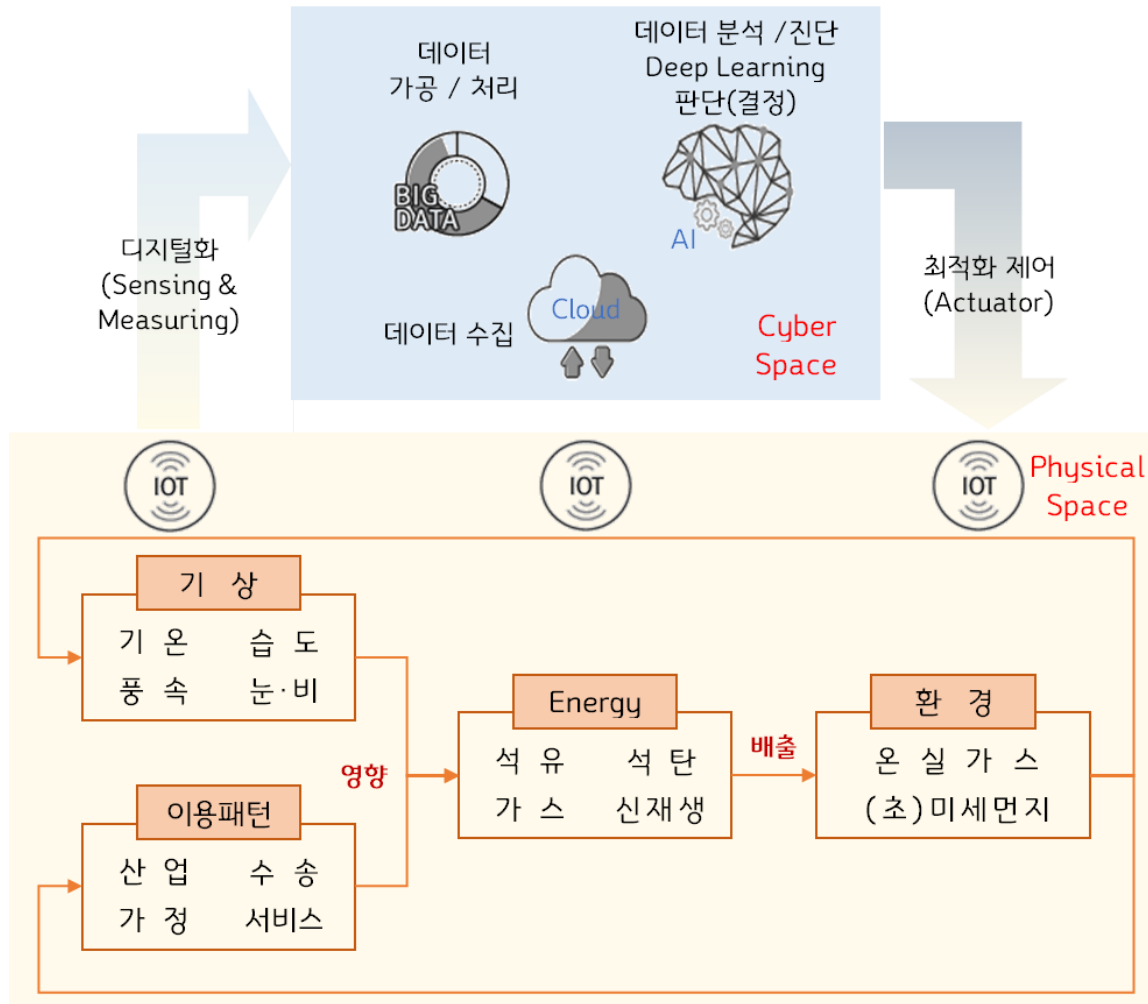 데이터
가공 / 처리
BIG
DATA
데이터 분석 /진단
Deep Learning
판단(결정)
AI
디지털화
(Sensing &
Measuring)
데이터 수집
Cloud
Cyber
Space
최적화 제어
(Actuator)
IOT
IOT
IOT
Physical
Space
기 상
기 온 습 도
풍 속 눈·비
이용패턴
산 업 수 송
가 정 서비스
영향
Energy
석 유 석 탄
가 스 신재생
배출
환 경
온 실 가 스
(초)미세먼지